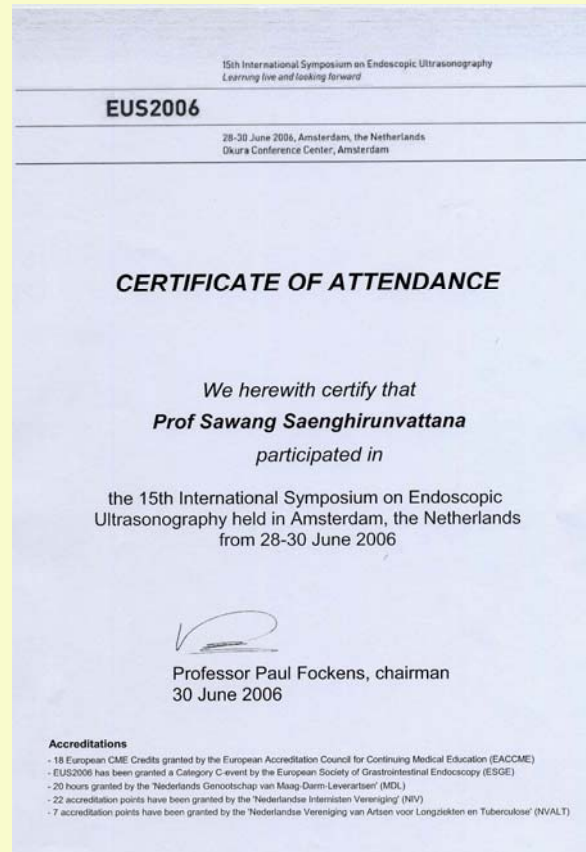 15th International Symposium on Endoscopic Ultrasonography
Learning live and looking forward
EUS2006
28-30 June 2006, Amsterdam, the Netherlands
Okura Conference Center, Amsterdam
CERTIFICATE OF ATTENDANCE
We herewith certify that
Prof Sawang Saenghirunvattana
participated in
the 15th International Symposium on Endoscopic
Ultrasonography held in Amsterdam, the Netherlands
from 28-30 June 2006
Professor Paul Fockens, chairman
30 June 2006
Accreditations
- 18 European CME Credits granted by the European Accreditation Council for Continuing Medical Education (EACCME)
- EUS2006 has been granted a Category C-event by the European Society of Grastrointestinal Endocscopy (ESGE)
- 20 hours granted by the 'Nederlands Genootschap van Maag-Darm-Leverartsen' (MDL)
- 22 accreditation points have been granted by the 'Nederlandse Internisten Vereniging' (NIV)
- 7 accreditation points have been granted by the 'Nederlandse Vereniging van Artsen voor Longziekten en Tuberculose' (NVALT)